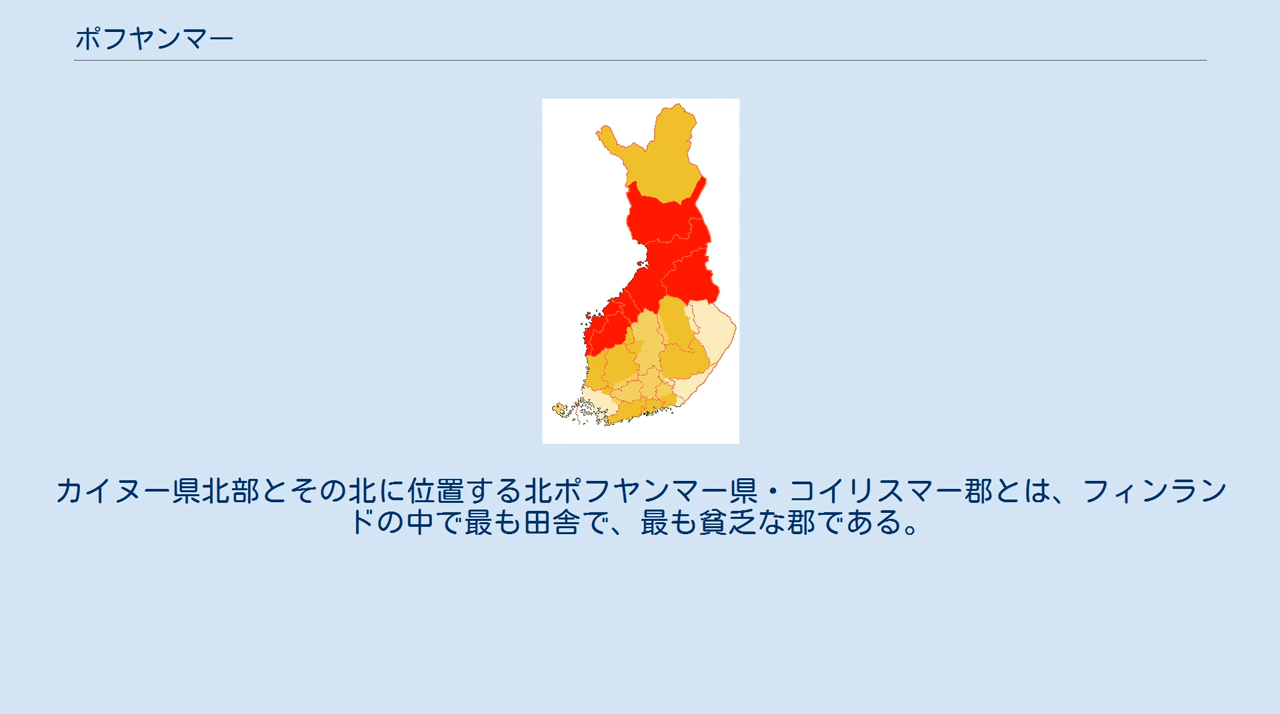 ポフヤンマー
カイヌー県北部とその北に位置する北ポフヤンマー県・コイリスマー郡とは、フィンラン
ドの中で最も田舎で、最も貧乏な郡である。